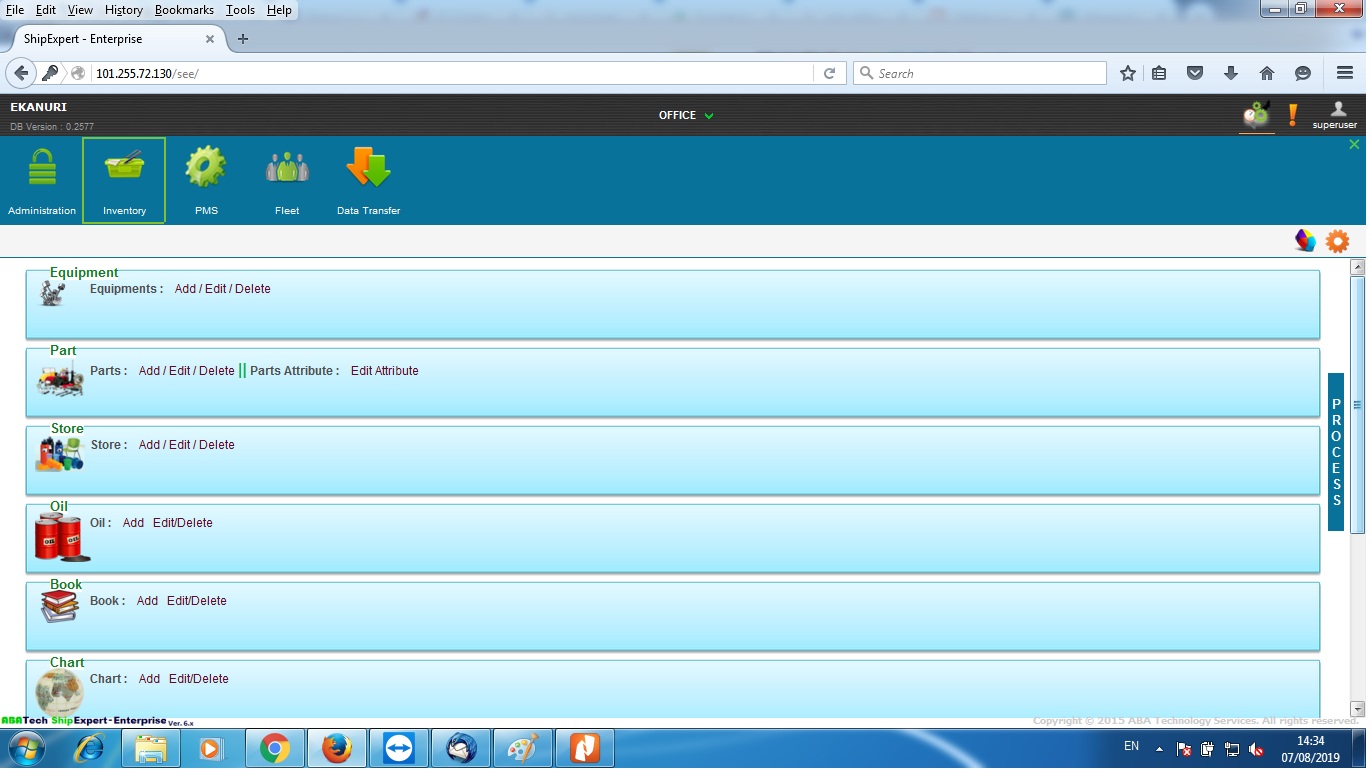 File Edit View History Bookmarks Tools Help
ShipExpert - Enterprise
101.255.72.130/see/ Search
EKANURI
DB Version : 0.2577
OFFICE
superuser
Administration Inventory PMS Fleet Data Transfer
Equipment
Equipments : Add / Edit / Delete
Part
Parts : Add / Edit / Delete || Parts Attribute : Edit Attribute
Store
Store : Add / Edit / Delete
Oil
Oil : Add Edit/Delete
OIL OIL
Book
Book : Add Edit/Delete
Chart
Chart : Add Edit/Delete
PROCESS
ABATech ShipExpert-Enterprise Ver. 6.x
Copyright © 2015 ABA Technology Services. All rights reserved.
EN
14:34
07/08/2019